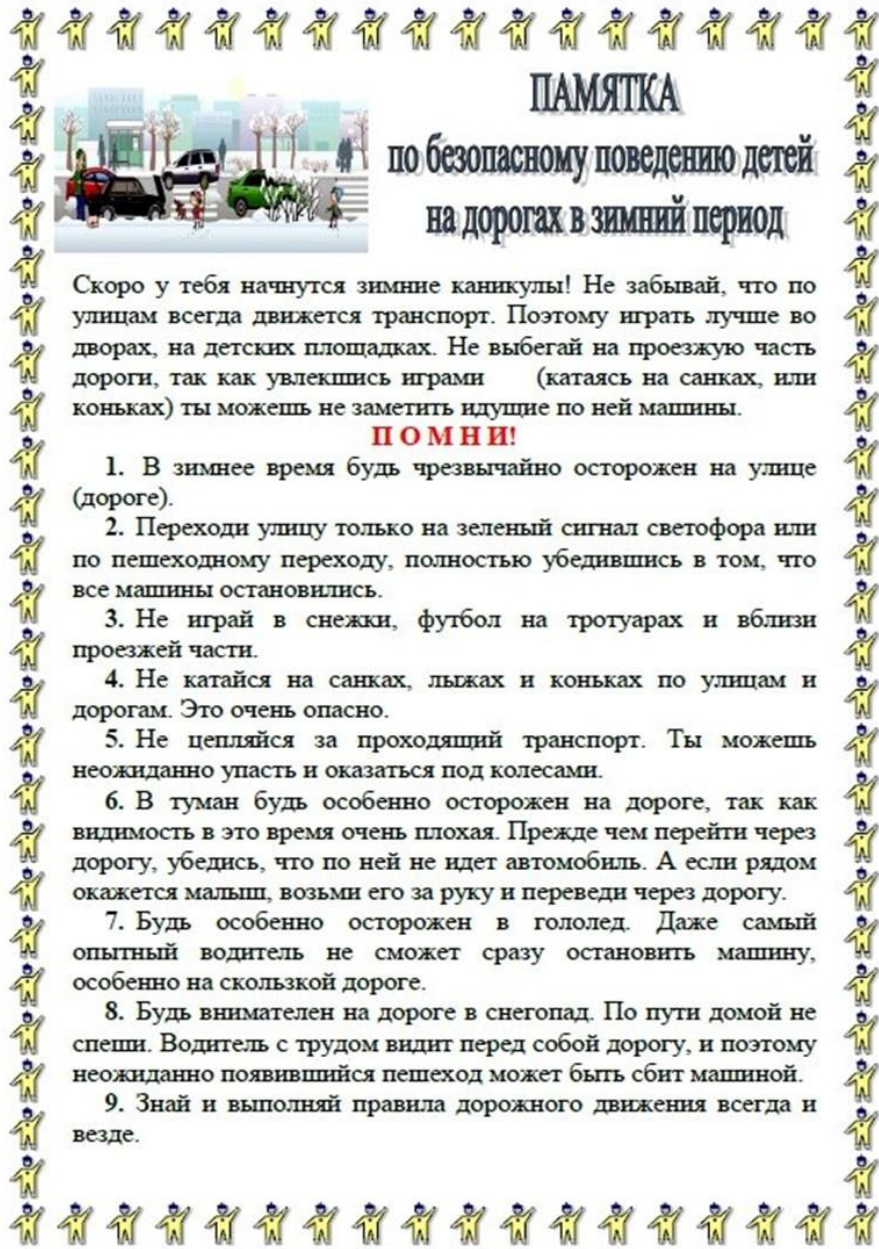 ПАМЯТКА
по безопасному поведению детей
на дорогах в зимний период
Скоро у тебя начнутся зимние каникулы! Не забывай, что по
улицам всегда движется транспорт. Поэтому играть лучше во
дворах, на детских площадках. Не выбегай на проезжую часть
дороги, так как увлекшись играми (катаясь на санках, или
коньках) ты можешь не заметить идущие по ней машины.
П О М Н И!
1. В зимнее время будь чрезвычайно осторожен на улице
(дороге).
2. Переходи улицу только на зеленый сигнал светофора или
по пешеходному переходу, полностью убедившись в том, что
все машины остановились.
3. Не играй в снежки, футбол на тротуарах и вблизи
проезжей части.
4. Не катайся на санках, лыжах и коньках по улицам и
дорогам. Это очень опасно.
5. Не цепляйся за проходящий транспорт. Ты можешь
неожиданно упасть и оказаться под колесами.
6. В туман будь особенно осторожен на дороге, так как
видимость в это время очень плохая. Прежде чем перейти через
дорогу, убедись, что по ней не идет автомобиль. А если рядом
окажется малыш, возьми его за руку и переведи через дорогу.
7. Будь особенно осторожен в гололед. Даже самый
опытный водитель не сможет сразу остановить машину,
особенно на скользкой дороге.
8. Будь внимателен на дороге в снегопад. По пути домой не
спеши. Водитель с трудом видит перед собой дорогу, и поэтому
неожиданно появившийся пешеход может быть сбит машиной.
9. Знай и выполняй правила дорожного движения всегда и
везде.